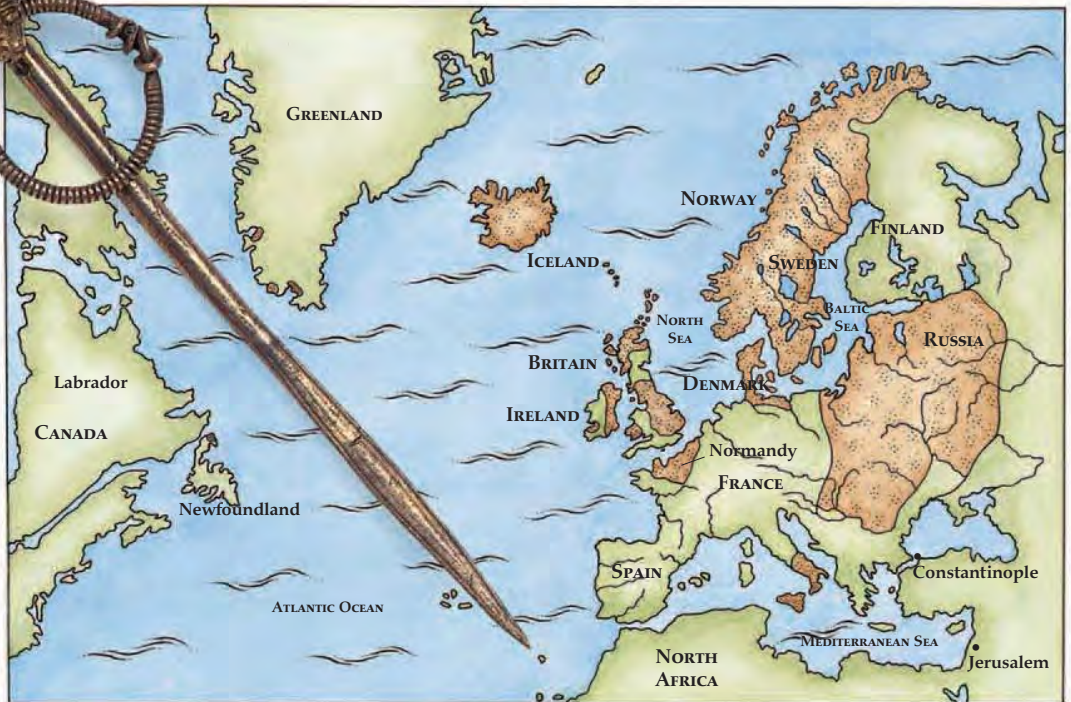 GREENLAND
NORWAY
FINLAND
ICELAND
SWEDEN
NORTH
SEA
BALTIC
SEA
RUSSIA
BRITAIN
DENMARK
Labrador
IRELAND
CANADA
Normandy
FRANCE
Newfoundland
SPAIN
Constantinople
ATLANTIC OCEAN
MEDITERRANEAN SEA
NORTH
AFRICA
Jerusalem